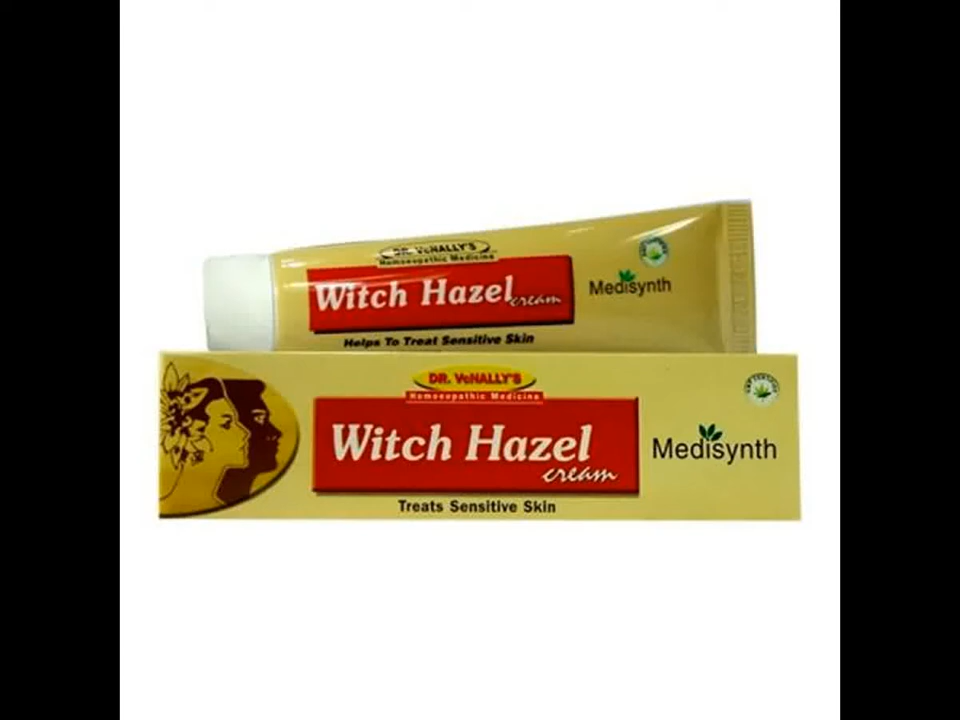 DR. VcNALLY'S
Homoeopathic Medicine
Witch Hazel
cream
Helps To Treat Sensitive Skin
Medisynth
DR. VcNALLY'S
Homoeopathic Medicine
Witch Hazel
cream
Treats Sensitive Skin
Medisynth